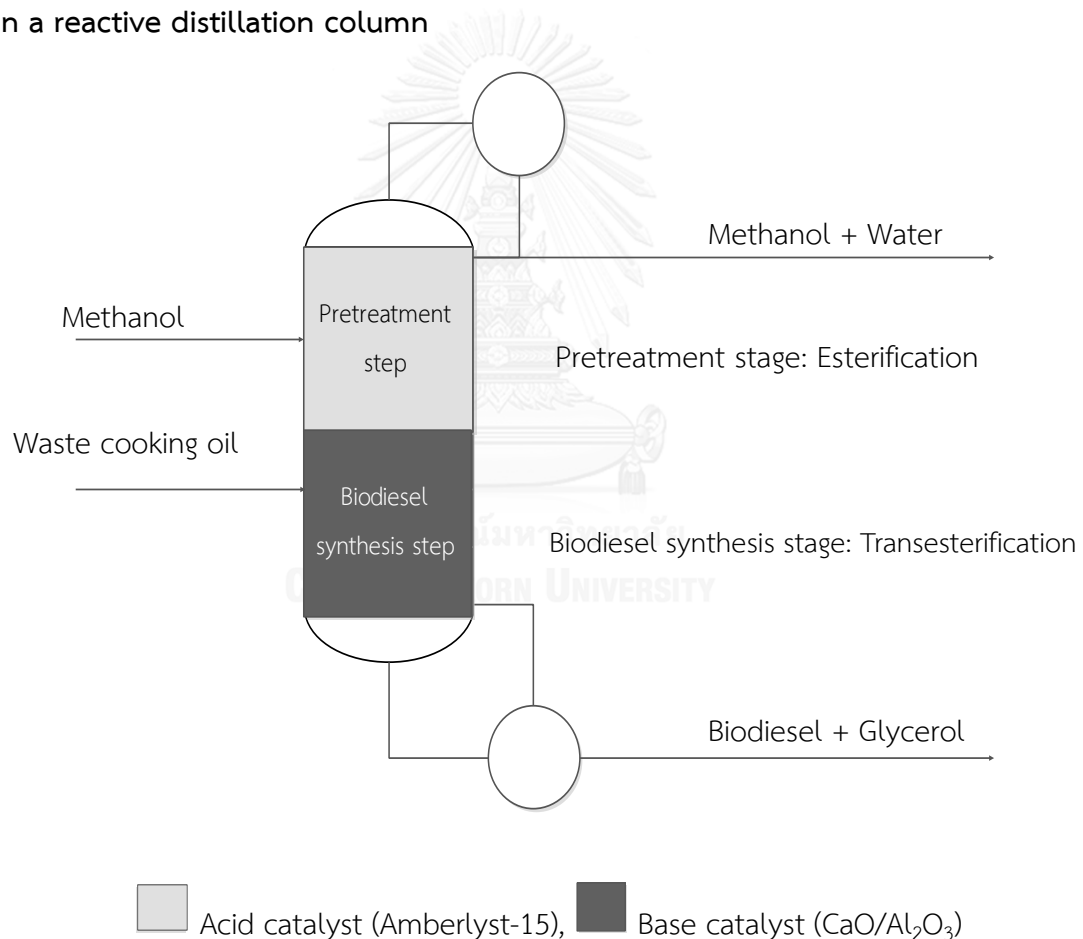 n a reactive distillation column
Methanol + Water
Methanol
Pretreatment
step
Pretreatment stage: Esterification
Waste cooking oil
Biodiesel
synthesis step
Biodiesel synthesis stage: Transesterification
UNIVERSITY
Biodiesel + Glycerol
Acid catalyst (Amberlyst-15), Base catalyst (CaO/Al₂O₃)